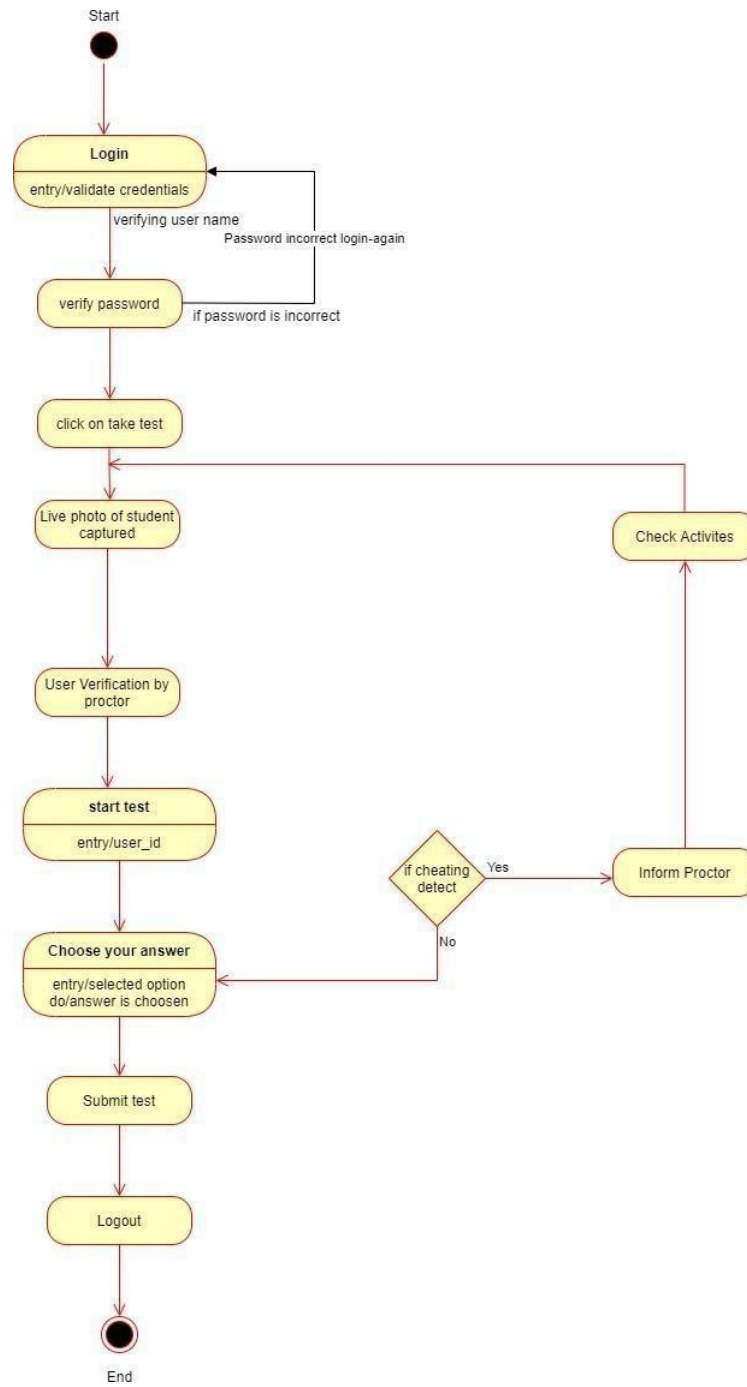 Start
Login
entry/validate credentials
verifying user name
Password incorrect login-again
verify password
if password is incorrect
click on take test
Live photo of student
captured
Check Activites
User Verification by
proctor
start test
entry/user_id
if cheating
detect
Yes
Inform Proctor
No
Choose your answer
entry/selected option
do/answer is choosen
Submit test
Logout
End